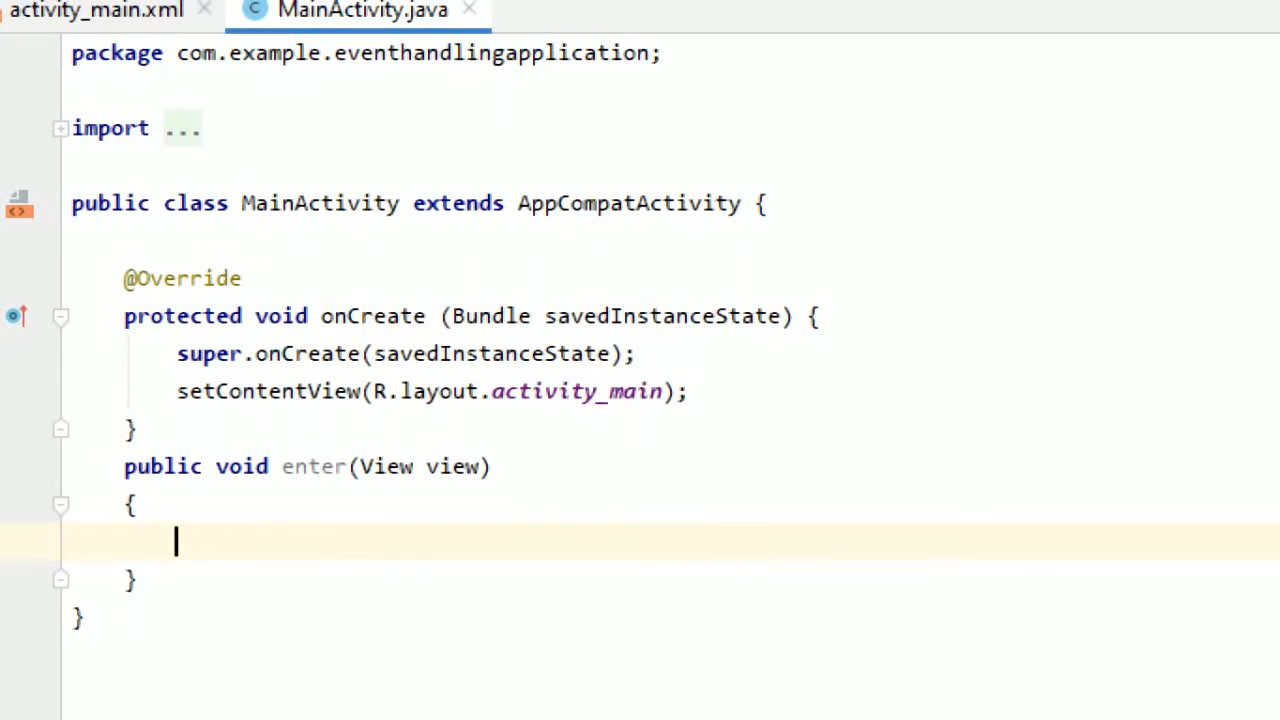 activity_main.xml MainActivity.java
package com.example.eventhandlingapplication;
import ...
public class MainActivity extends AppCompatActivity {
@Override
protected void onCreate (Bundle savedInstanceState) {
super.onCreate(savedInstanceState);
setContentView(R.layout.activity_main);
}
public void enter(View view)
{
}
}